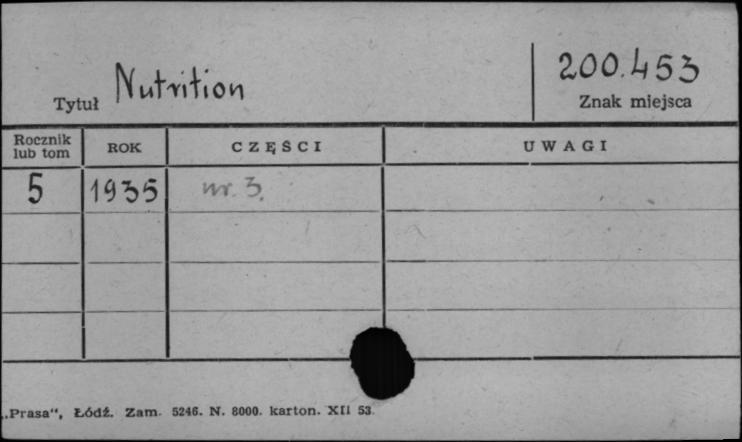 Tytuł Nutrition
200.453
Znak miejsca
Rocznik lub tom ROK CZĘŚCI UWAGI
5 1935 nr. 3.
„Prasa“, Łódź. Zam. 5246. N. 8000. karton. XII 53.